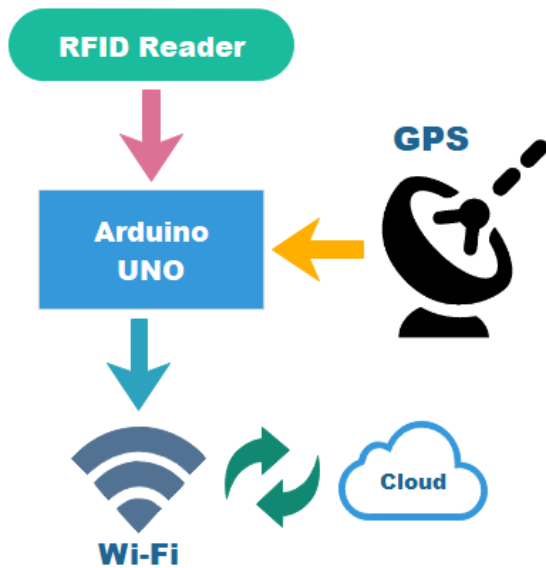 RFID Reader
GPS
Arduino
UNO
Cloud
Wi-Fi